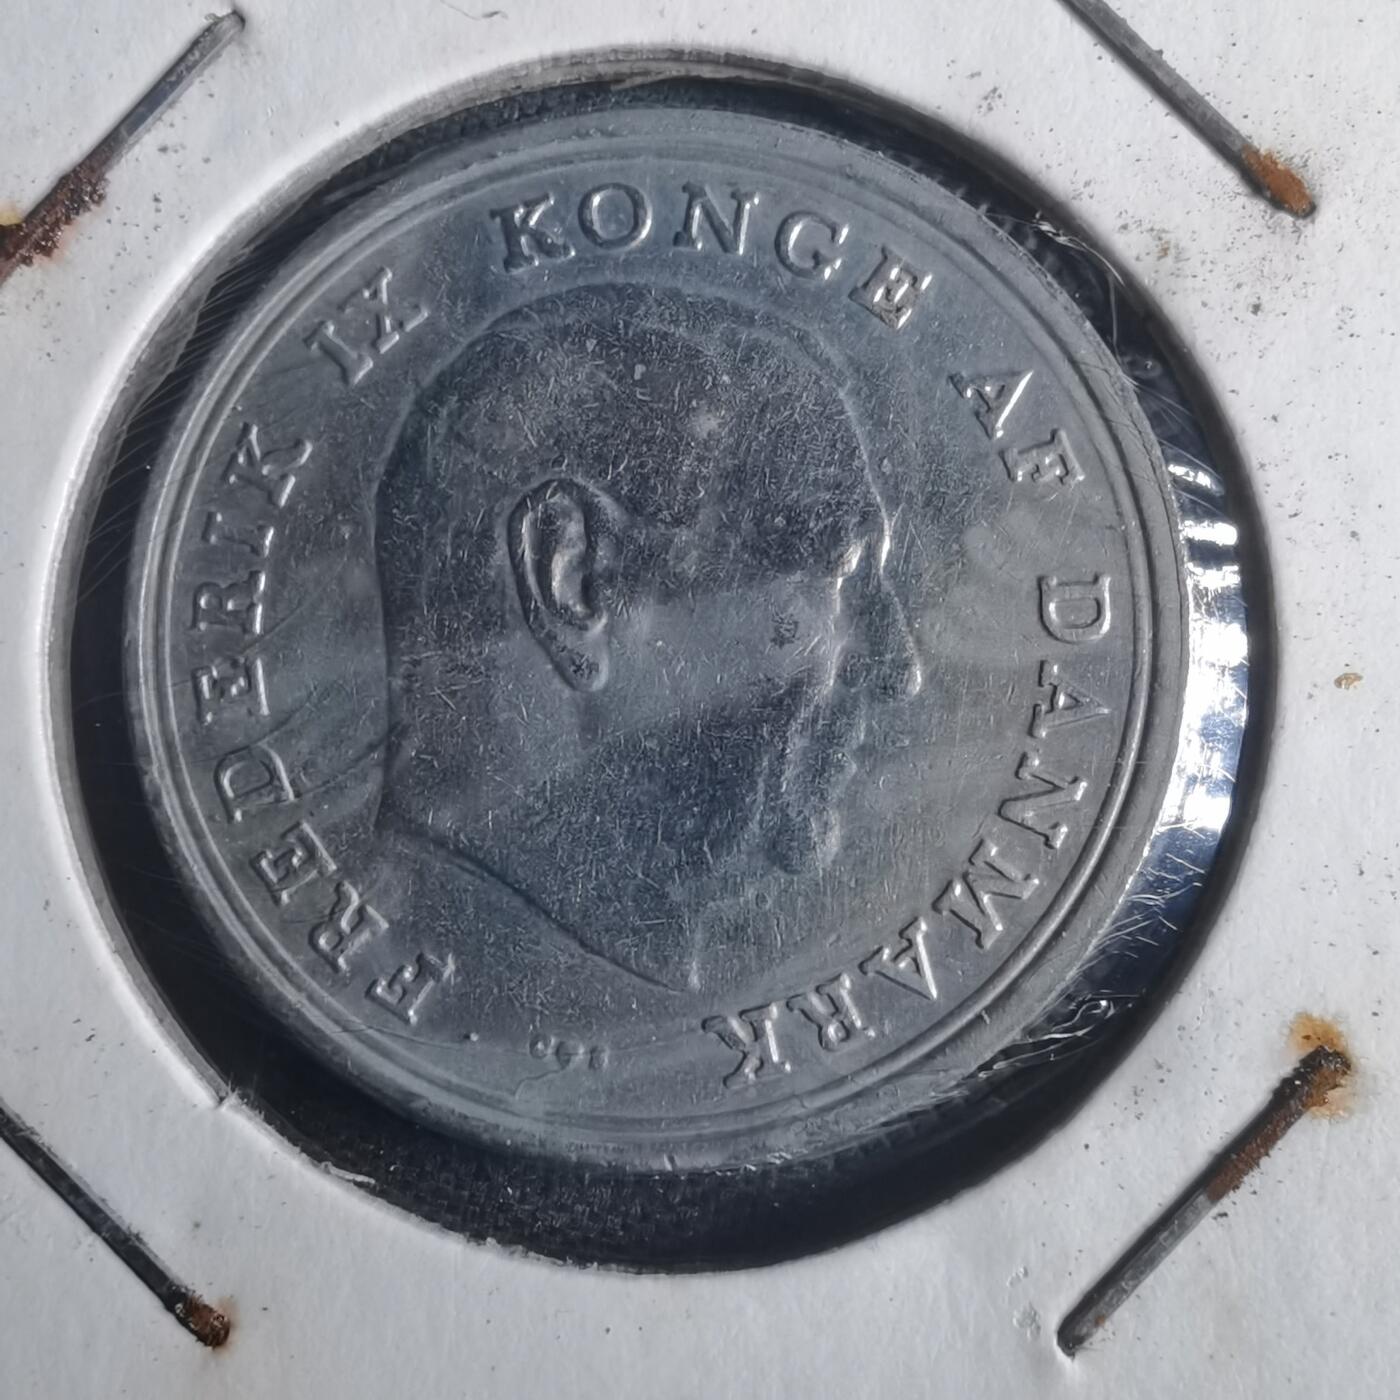 FREDERIK IX KONGE AF DANMARK